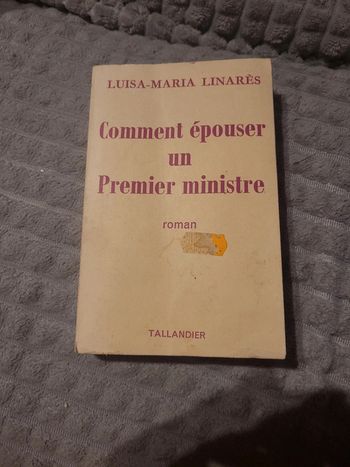 LUISA-MARIA LINARÈS
Comment épouser
un
Premier ministre
roman
TALLANDIER